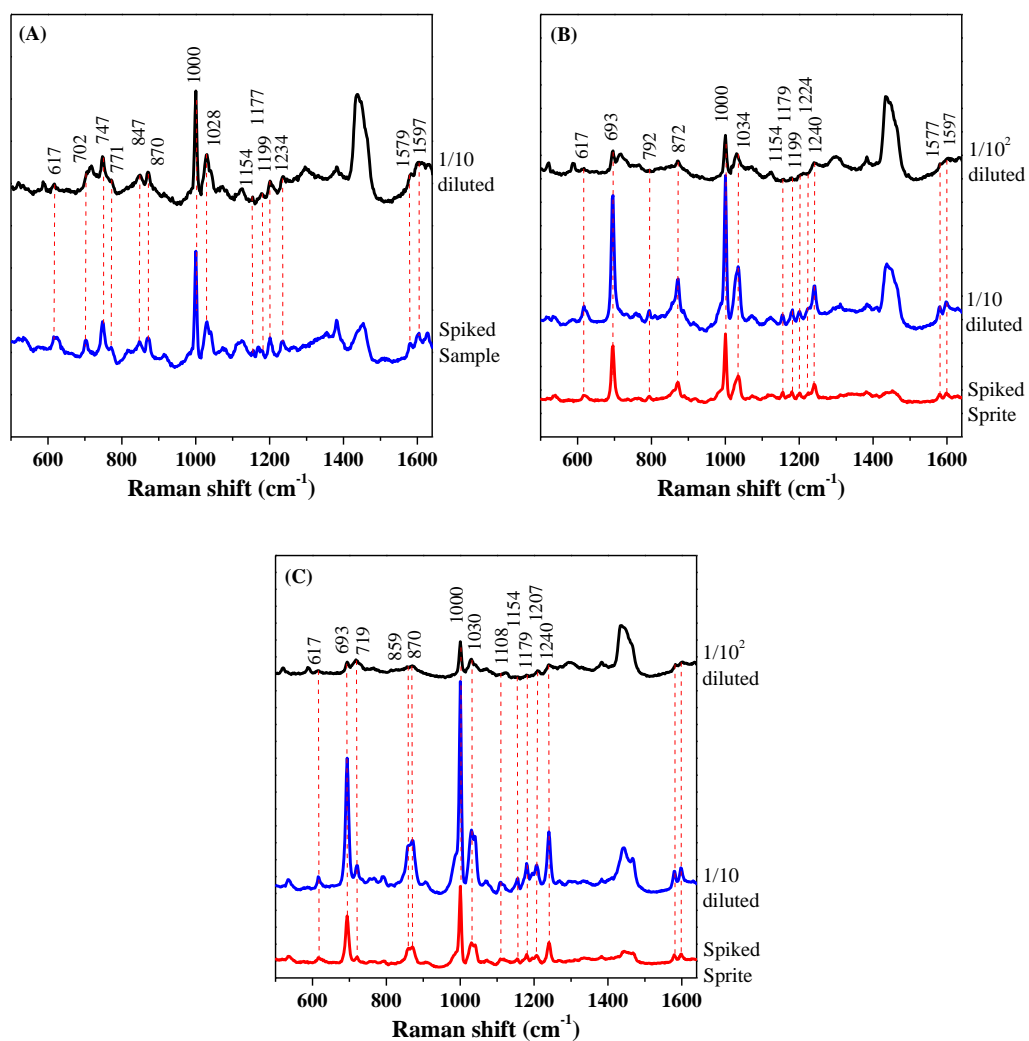 (A)
617
702
747
771
847
870
1000
1028
1154
1177
1199
1234
1579
1597
1/10
diluted
Spiked
Sample
600 800 1000 1200 1400 1600
Raman shift (cm⁻¹)
(B)
617
693
792
872
1000
1034
1154
1179
1199
1224
1240
1577
1597
1/10²
diluted
1/10
diluted
Spiked
Sprite
600 800 1000 1200 1400 1600
Raman shift (cm⁻¹)
(C)
617
693
719
859
870
1000
1030
1108
1154
1179
1207
1240
1/10²
diluted
1/10
diluted
Spiked
Sprite
600 800 1000 1200 1400 1600
Raman shift (cm⁻¹)